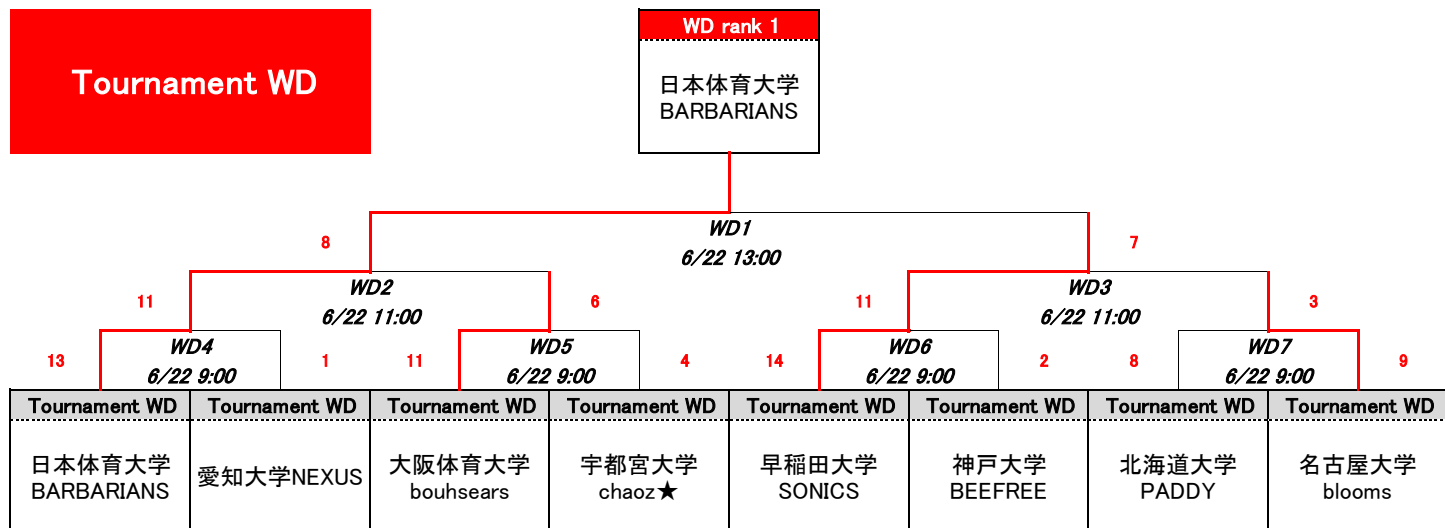 Tournament WD
WD rank 1
日本体育大学
BARBARIANS
WD1
8
7
6/22 13:00
WD2
WD3
11
6
11
3
6/22 11:00
6/22 11:00
WD4
WD5
WD6
WD7
13
1
11
4
14
2
8
9
6/22 9:00
6/22 9:00
6/22 9:00
6/22 9:00
Tournament WD
Tournament WD
Tournament WD
Tournament WD
Tournament WD
Tournament WD
Tournament WD
Tournament WD
日本体育大学
BARBARIANS
愛知大学NEXUS
大阪体育大学
bouhsears
宇都宮大学
chaoz★
早稲田大学
SONICS
神戸大学
BEEFREE
北海道大学
PADDY
名古屋大学
blooms